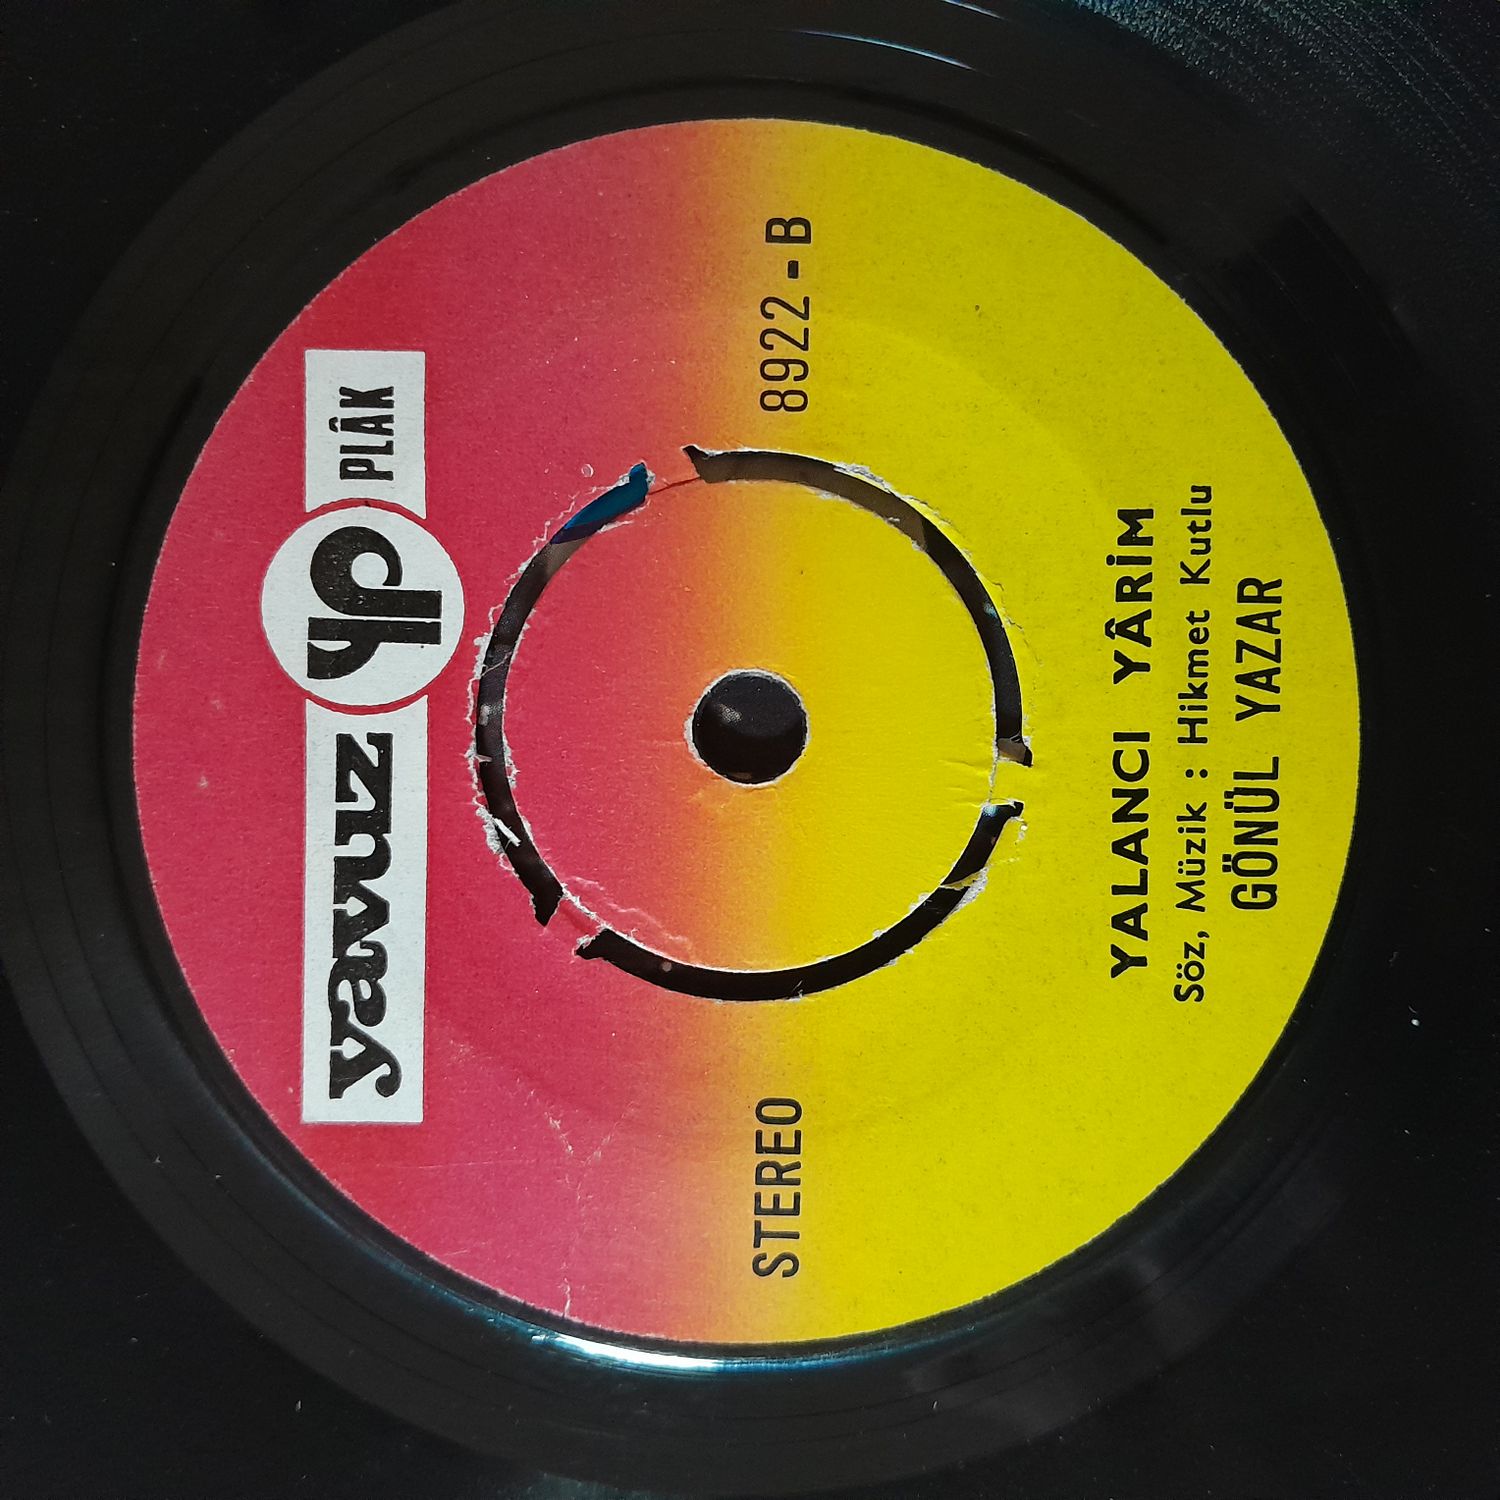 yavuz yp PLÂK
STEREO
8922-B
YALANCI YÂRİM
Söz, Müzik : Hikmet Kutlu
GÖNÜL YAZAR